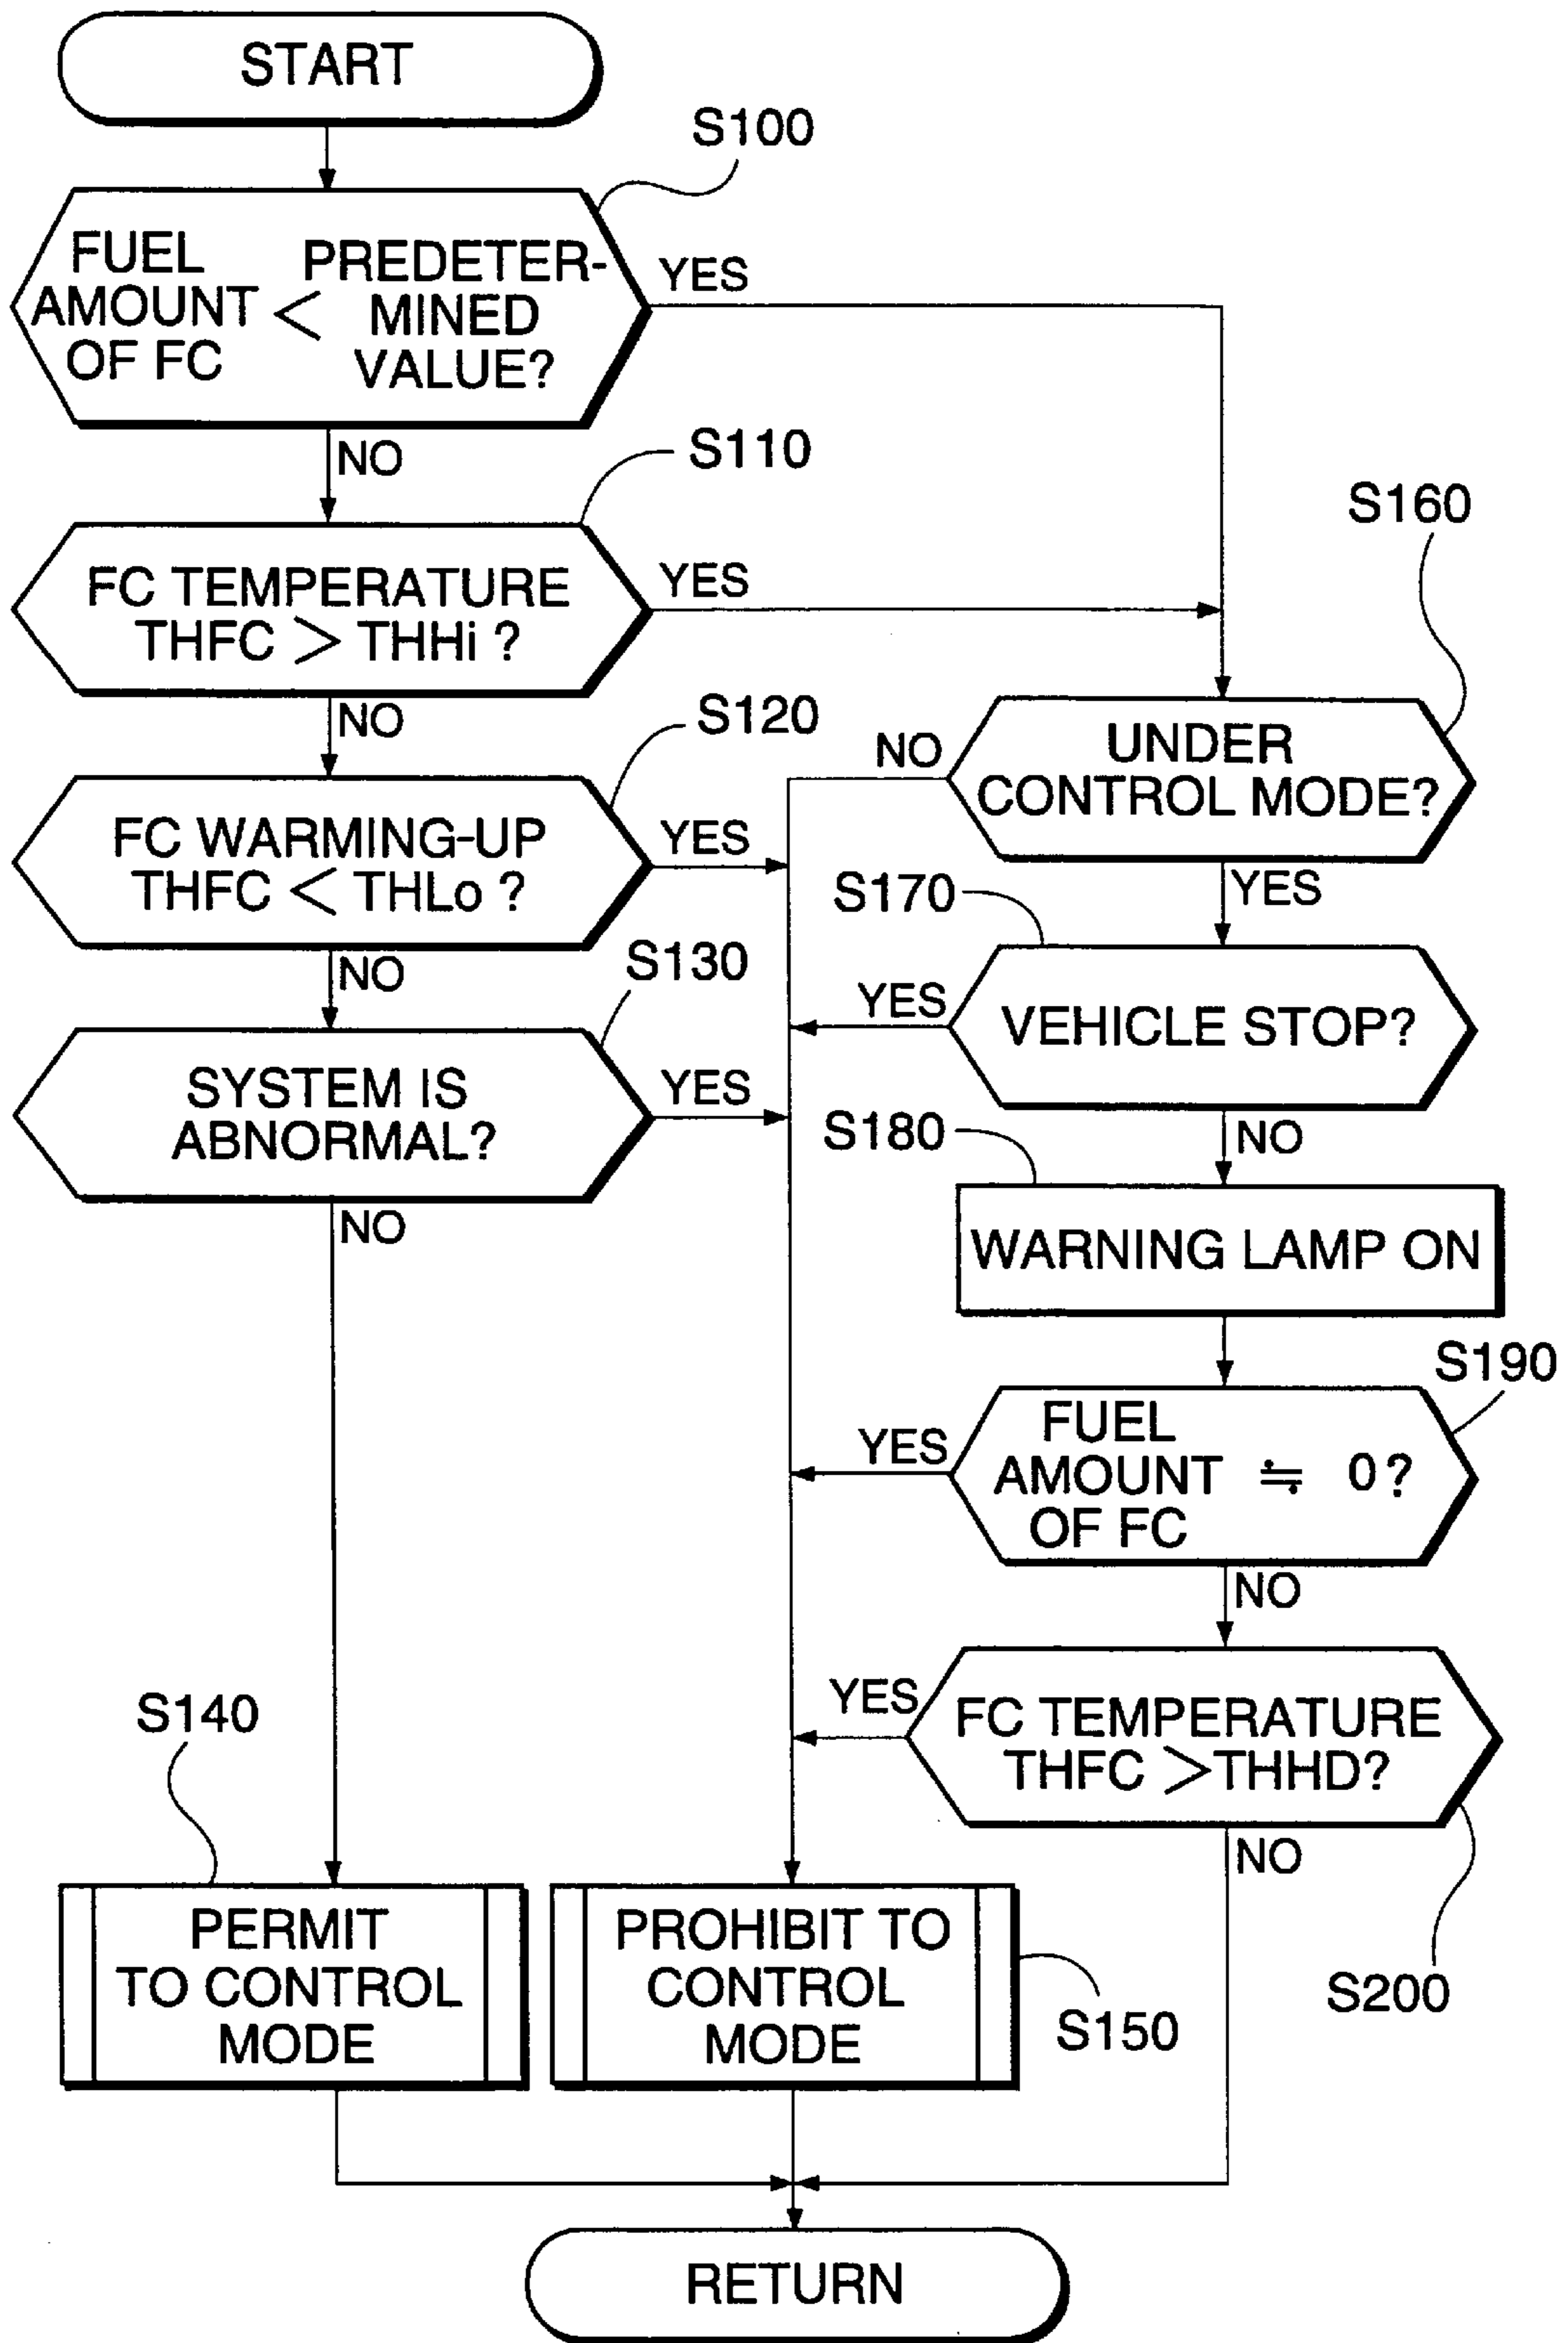 START
S100
FUEL
AMOUNT
OF FC
<
PREDETER-
MINED
VALUE?
YES
NO
S110
FC TEMPERATURE
THFC > THHi ?
YES
NO
S120
FC WARMING-UP
THFC < THLo ?
YES
NO
S130
SYSTEM IS
ABNORMAL?
YES
NO
S160
UNDER
CONTROL MODE?
NO
YES
S170
VEHICLE STOP?
YES
NO
S180
WARNING LAMP ON
S190
FUEL
AMOUNT ≒ 0?
OF FC
YES
NO
FC TEMPERATURE
THFC >THHD?
YES
NO
S200
S140
PERMIT
TO CONTROL
MODE
PROHIBIT TO
CONTROL
MODE
S150
RETURN